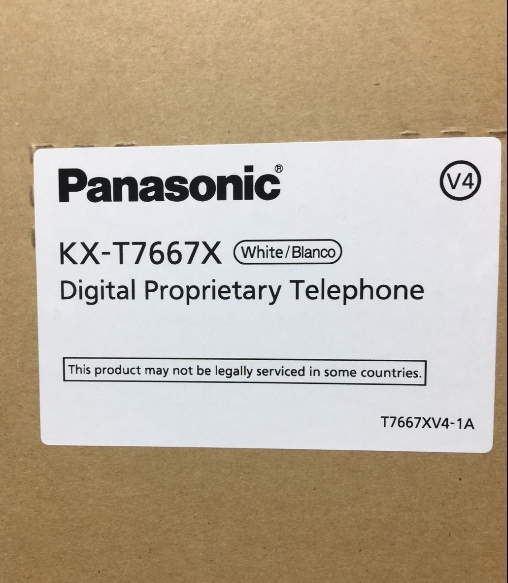 Panasonic®
V4
KX-T7667X White/Blanco
Digital Proprietary Telephone
This product may not be legally serviced in some countries.
T7667XV4-1A